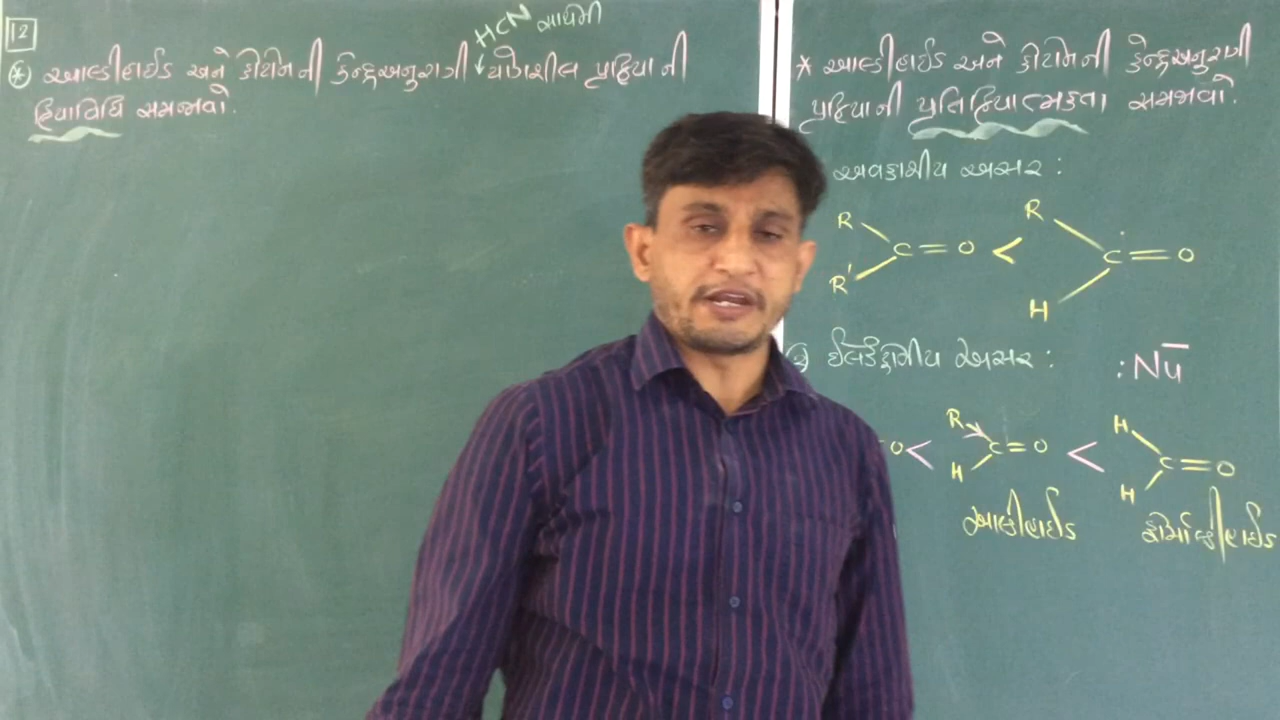 12
HCN સાથેની
* આલ્ડીહાઈડ અને કીટોનની કેન્દ્રઅનુરાગી ↓ યોગશીલ પ્રક્રિયાની
ક્રિયાવિધિ સમજાવો.
* આલ્ડીહાઈડ અને કીટોનની કેન્દ્રઅનુરાગી
પ્રક્રિયાની પ્રતિક્રિયાત્મકતા સમજાવો.
અવકાશીય અસર :
R R' C = O < R H C = O
2 ઈલેક્ટ્રોનીય અસર : :Nu‾
O < R H C = O < H H C = O
આલ્ડીહાઈડ ફોર્માલ્ડીહાઈડ